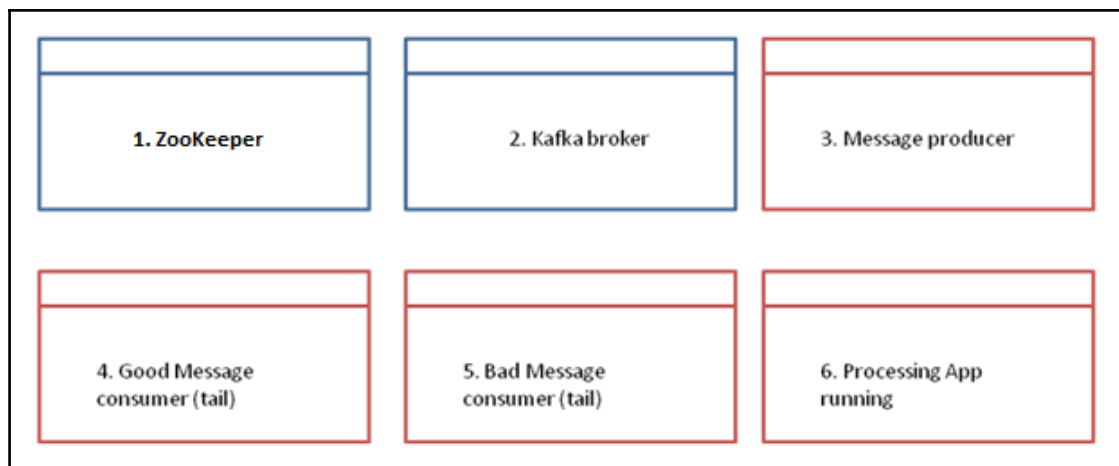 1. ZooKeeper
2. Kafka broker
3. Message producer
4. Good Message
consumer (tail)
5. Bad Message
consumer (tail)
6. Processing App
running